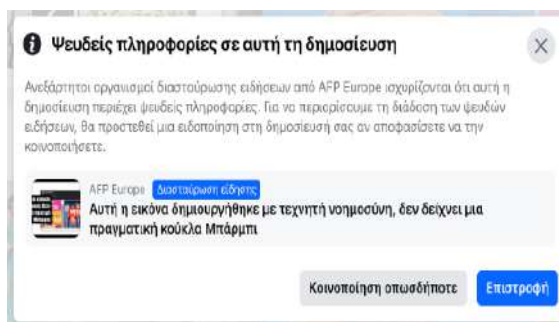 Ψευδείς πληροφορίες σε αυτή τη δημοσίευση
Ανεξάρτητοι οργανισμοί διασταύρωσης ειδήσεων από AFP Europe ισχυρίζονται ότι αυτή η
δημοσίευση περιέχει ψευδείς πληροφορίες. Για να περιορίσουμε τη διάδοση των ψευδών
ειδήσεων, θα προστεθεί μια ειδοποίηση στη δημοσίευσή σας αν αποφασίσετε να την
κοινοποιήσετε.
AFP Europe Διασταύρωση είδησης
Αυτή η εικόνα δημιουργήθηκε με τεχνητή νοημοσύνη, δεν δείχνει μια
πραγματική κούκλα Μπάρμπι
Κοινοποίηση οπωσδήποτε Επιστροφή